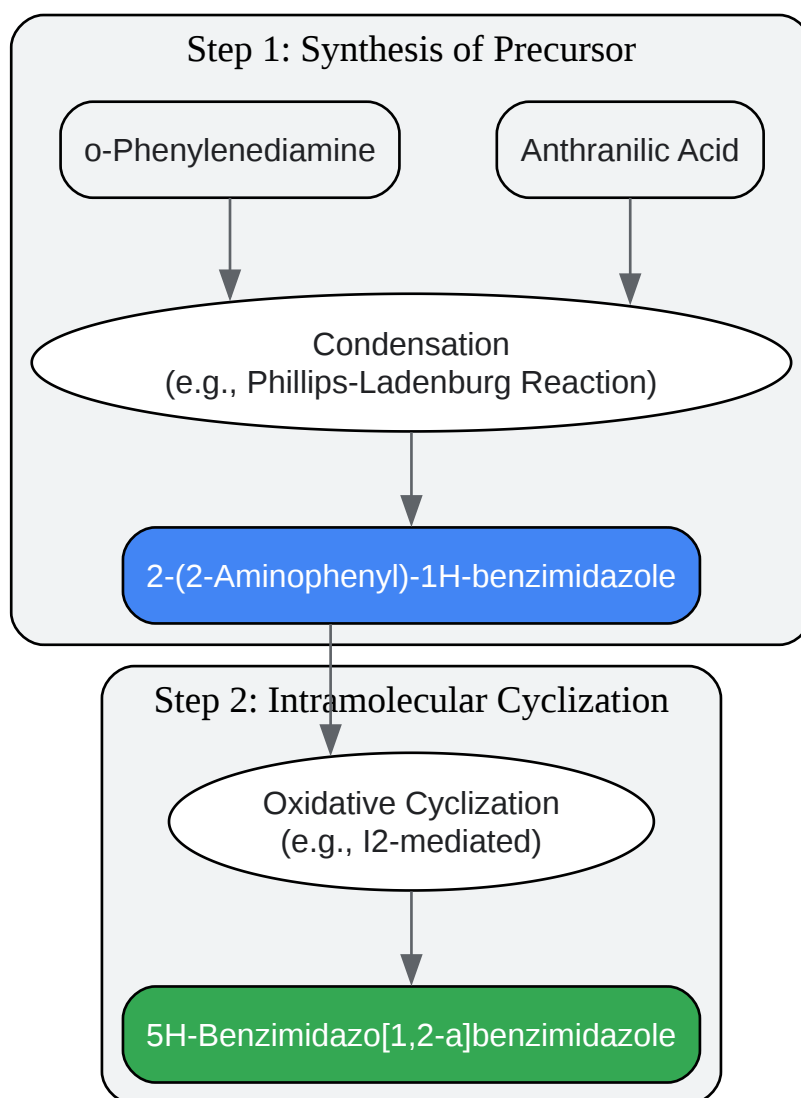 Step 1: Synthesis of Precursor
o-Phenylenediamine
Anthranilic Acid
Condensation
(e.g., Phillips-Ladenburg Reaction)
2-(2-Aminophenyl)-1H-benzimidazole
Step 2: Intramolecular Cyclization
Oxidative Cyclization
(e.g., I2-mediated)
5H-Benzimidazo[1,2-a]benzimidazole